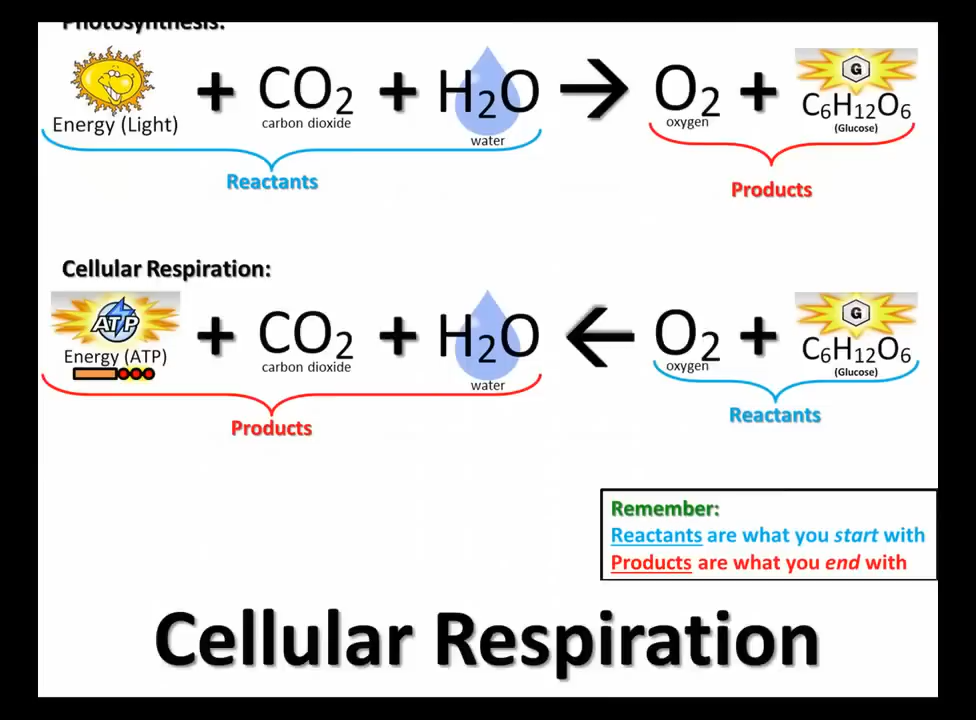 Photosynthesis:
+ CO2 + H2O → O2 + G
C6H12O6
(Glucose)
Energy (Light)
carbon dioxide
oxygen
water
Reactants
Products
Cellular Respiration:
ATP + CO2 + H2O ← O2 + G
C6H12O6
(Glucose)
Energy (ATP)
carbon dioxide
oxygen
water
Reactants
Products
Remember:
Reactants are what you start with
Products are what you end with
Cellular Respiration